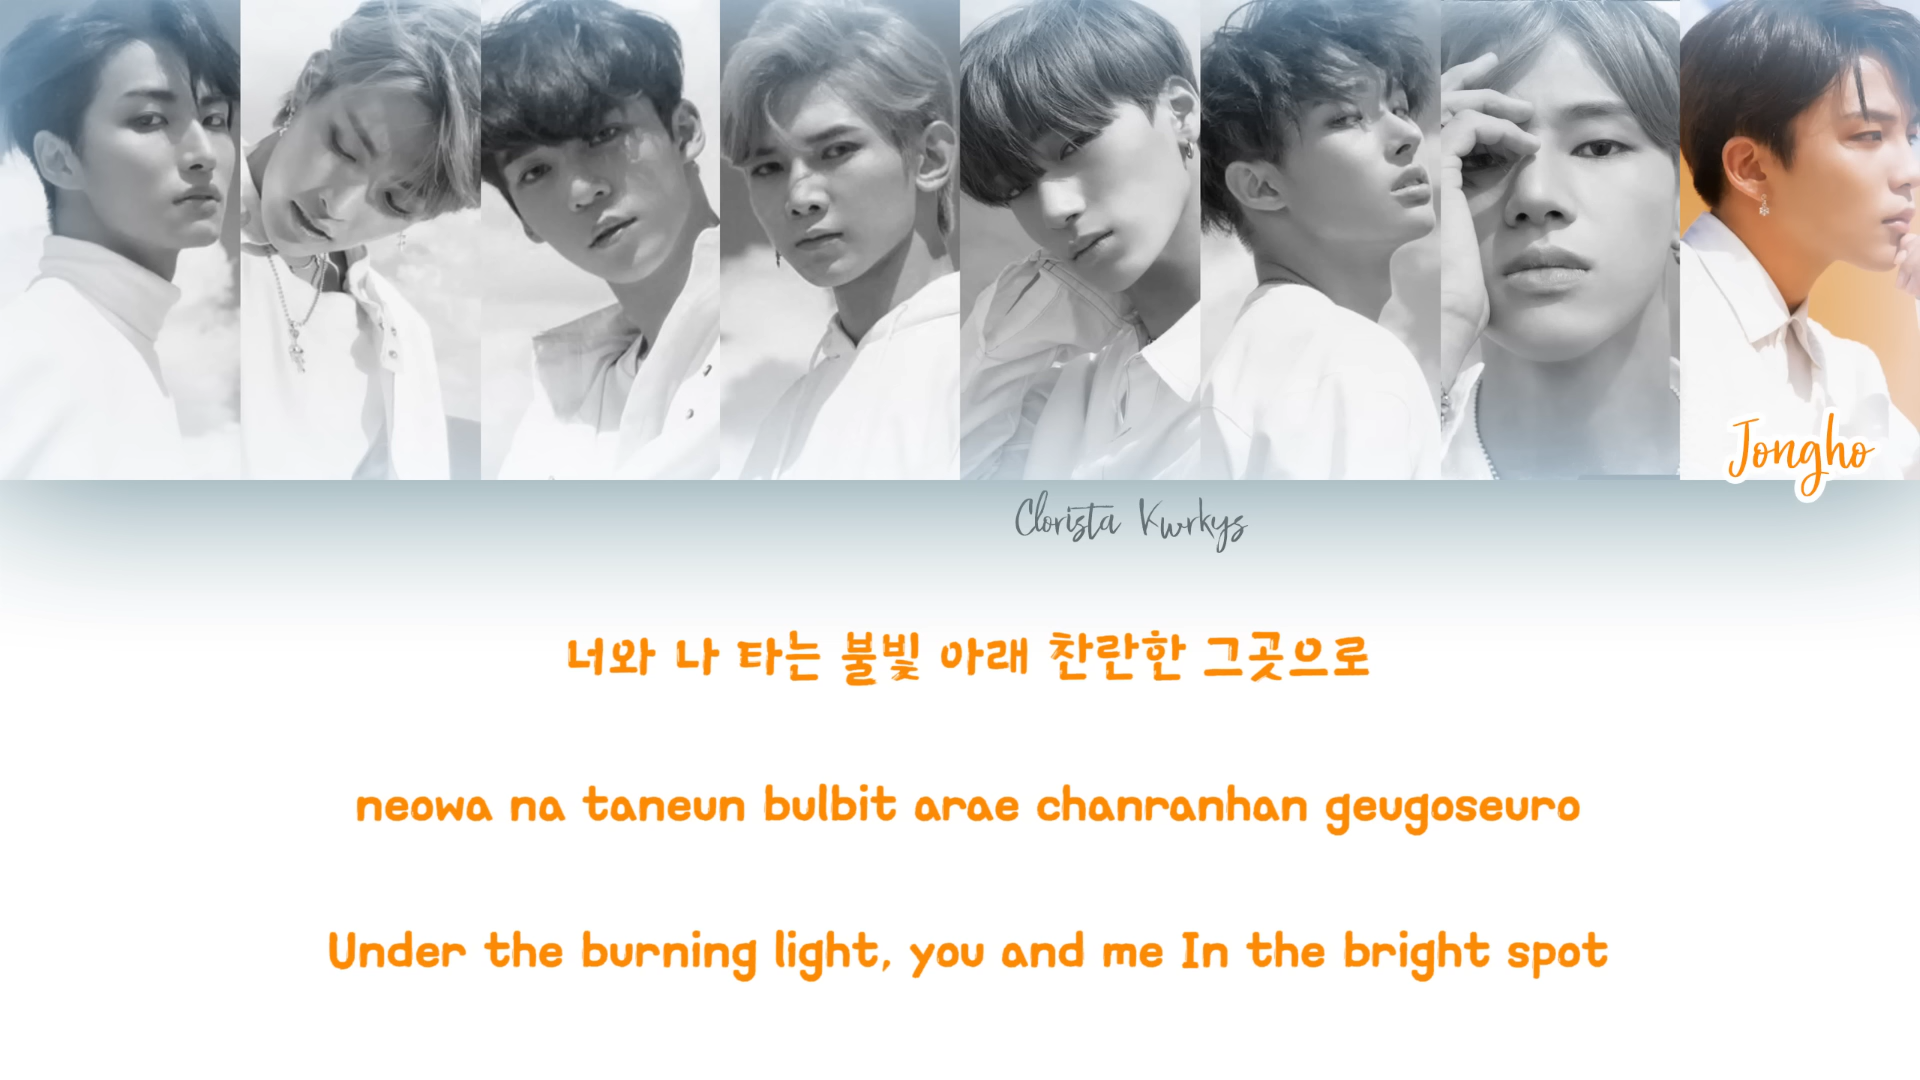 Jongho
Clorista Kwrkys
너와 나 타는 불빛 아래 찬란한 그곳으로
neowa na taneun bulbit arae chanranhan geugoseuro
Under the burning light, you and me In the bright spot